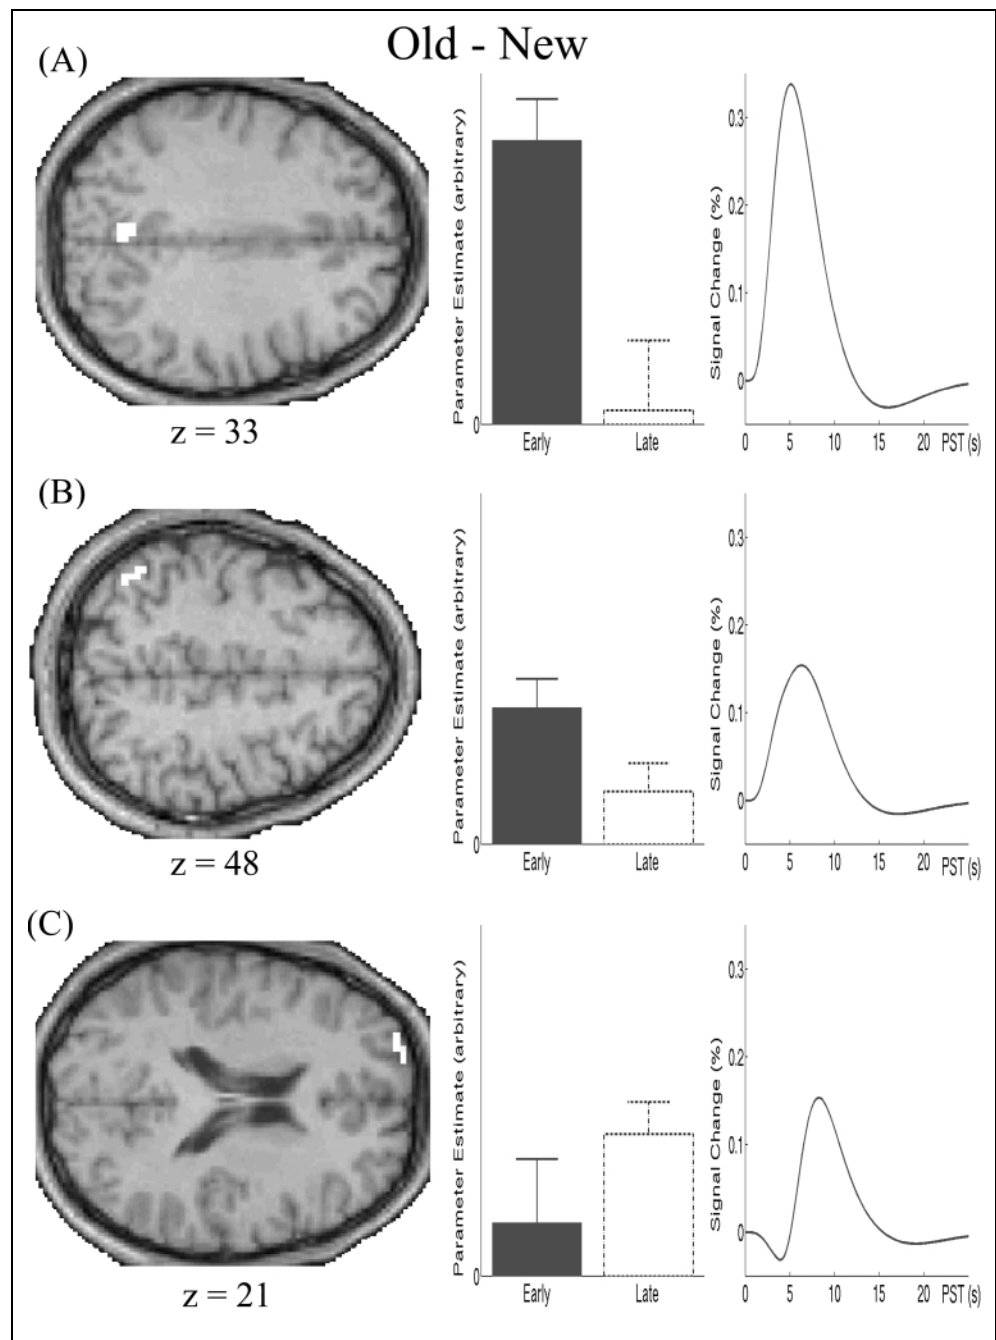 Old - New
(A)
z = 33
Parameter Estimate (arbitrary)
0
Early Late
Signal Change (%)
0.3
0.2
0.1
0
0 5 10 15 20 PST (s)
(B)
z = 48
Parameter Estimate (arbitrary)
0
Early Late
Signal Change (%)
0.3
0.2
0.1
0
0 5 10 15 20 PST (s)
(C)
z = 21
Parameter Estimate (arbitrary)
0
Early Late
Signal Change (%)
0.3
0.2
0.1
0
0 5 10 15 20 PST (s)